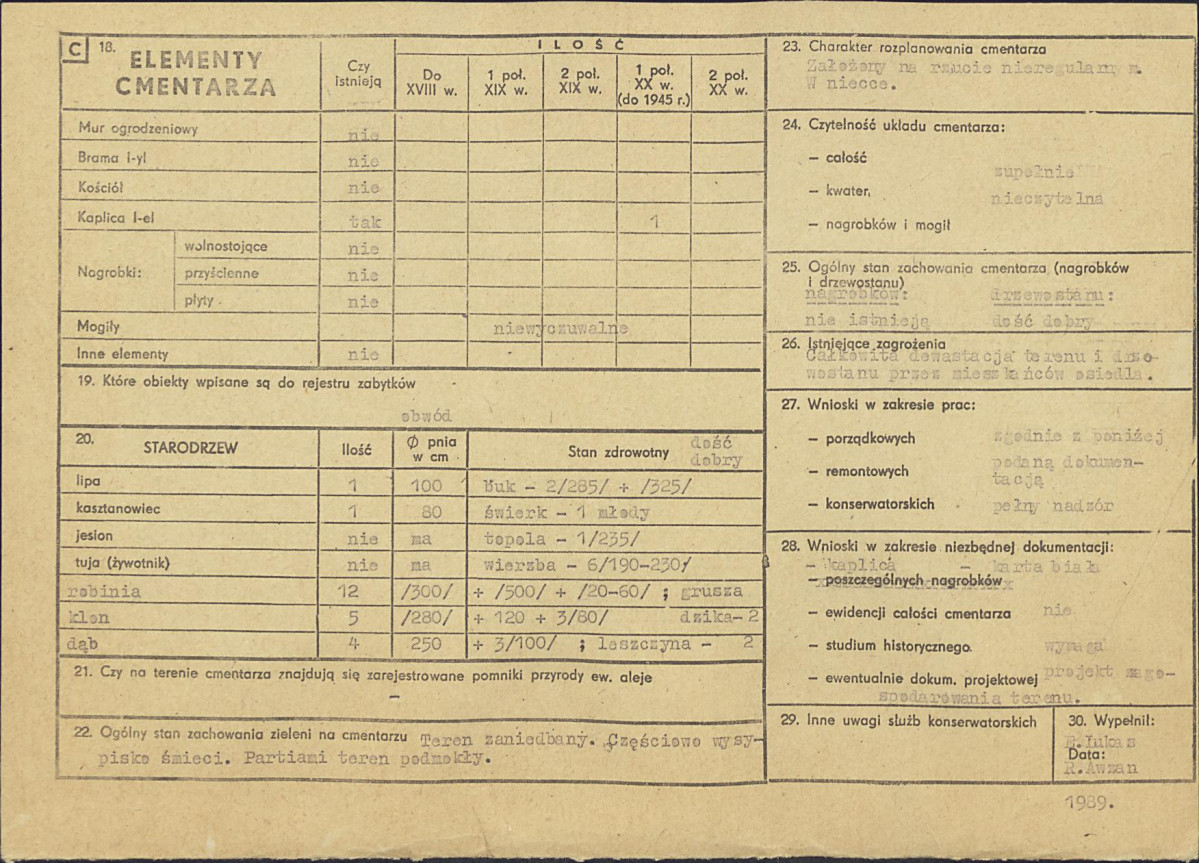 C 18. ELEMENTY CMENTARZA
Czy istnieją
ILOŚĆ
Do XVIII w.
1 poł. XIX w.
2 poł. XIX w.
1 poł. XX w. (do 1945 r.)
2 poł. XX w.
Mur ogrodzeniowy nie
Brama i-yl nie
Kościół nie
Kaplica l-el tak 1
Nagrobki:
wolnostojące nie
przyścienne nie
płyty nie
Mogiły niewyczuwalne
Inne elementy nie
19. Które obiekty wpisane są do rejestru zabytków
obwód
20. STARODRZEW Ilość Ø pnia w cm Stan zdrowotny dość dobry
lipa 1 100 buk - 2/285/ + /325/
kasztanowiec 1 80 świerk - 1 młody
jesion nie ma topola - 1/235/
tuja (żywotnik) nie ma wierzba - 6/190-230/
robinia 12 /300/ + /500/ + /20-60/ ; grusza
klon 5 /280/ + 120 + 3/80/ dzika- 2
dąb 4 250 + 3/100/ ; leszczyna - 2
21. Czy na terenie cmentarza znajdują się zarejestrowane pomniki przyrody ew. aleje
-
22. Ogólny stan zachowania zieleni na cmentarzu Teren zaniedbany. Częściowo wysy-
pisko śmieci. Partiami teren podmokły.
23. Charakter rozplanowania cmentarza
Założony na rzucie nieregularnym.
W niecce.
24. Czytelność układu cmentarza:
– całość
zupełnie
– kwater,
nieczytelna
– nagrobków i mogił
25. Ogólny stan zachowania cmentarza (nagrobków
i drzewostanu)
nagrobków: drzewostanu:
nie istnieją dość dobry
26. Istniejące zagrożenia
Całkowita dewastacja terenu i drze-
wostanu przez mieszkańców osiedla.
27. Wnioski w zakresie prac:
– porządkowych zgodnie z poniżej
– remontowych podaną dokumen-
tacją
– konserwatorskich pełny nadzór
28. Wnioski w zakresie niezbędnej dokumentacji:
- kaplica - karta biała
– poszczególnych nagrobków
– ewidencji całości cmentarza nie
– studium historycznego. wymaga
– ewentualnie dokum. projektowej projekt zago-
spodarowania terenu.
29. Inne uwagi służb konserwatorskich
30. Wypełnił:
Łukas
Data:
R.Awzan
1989.